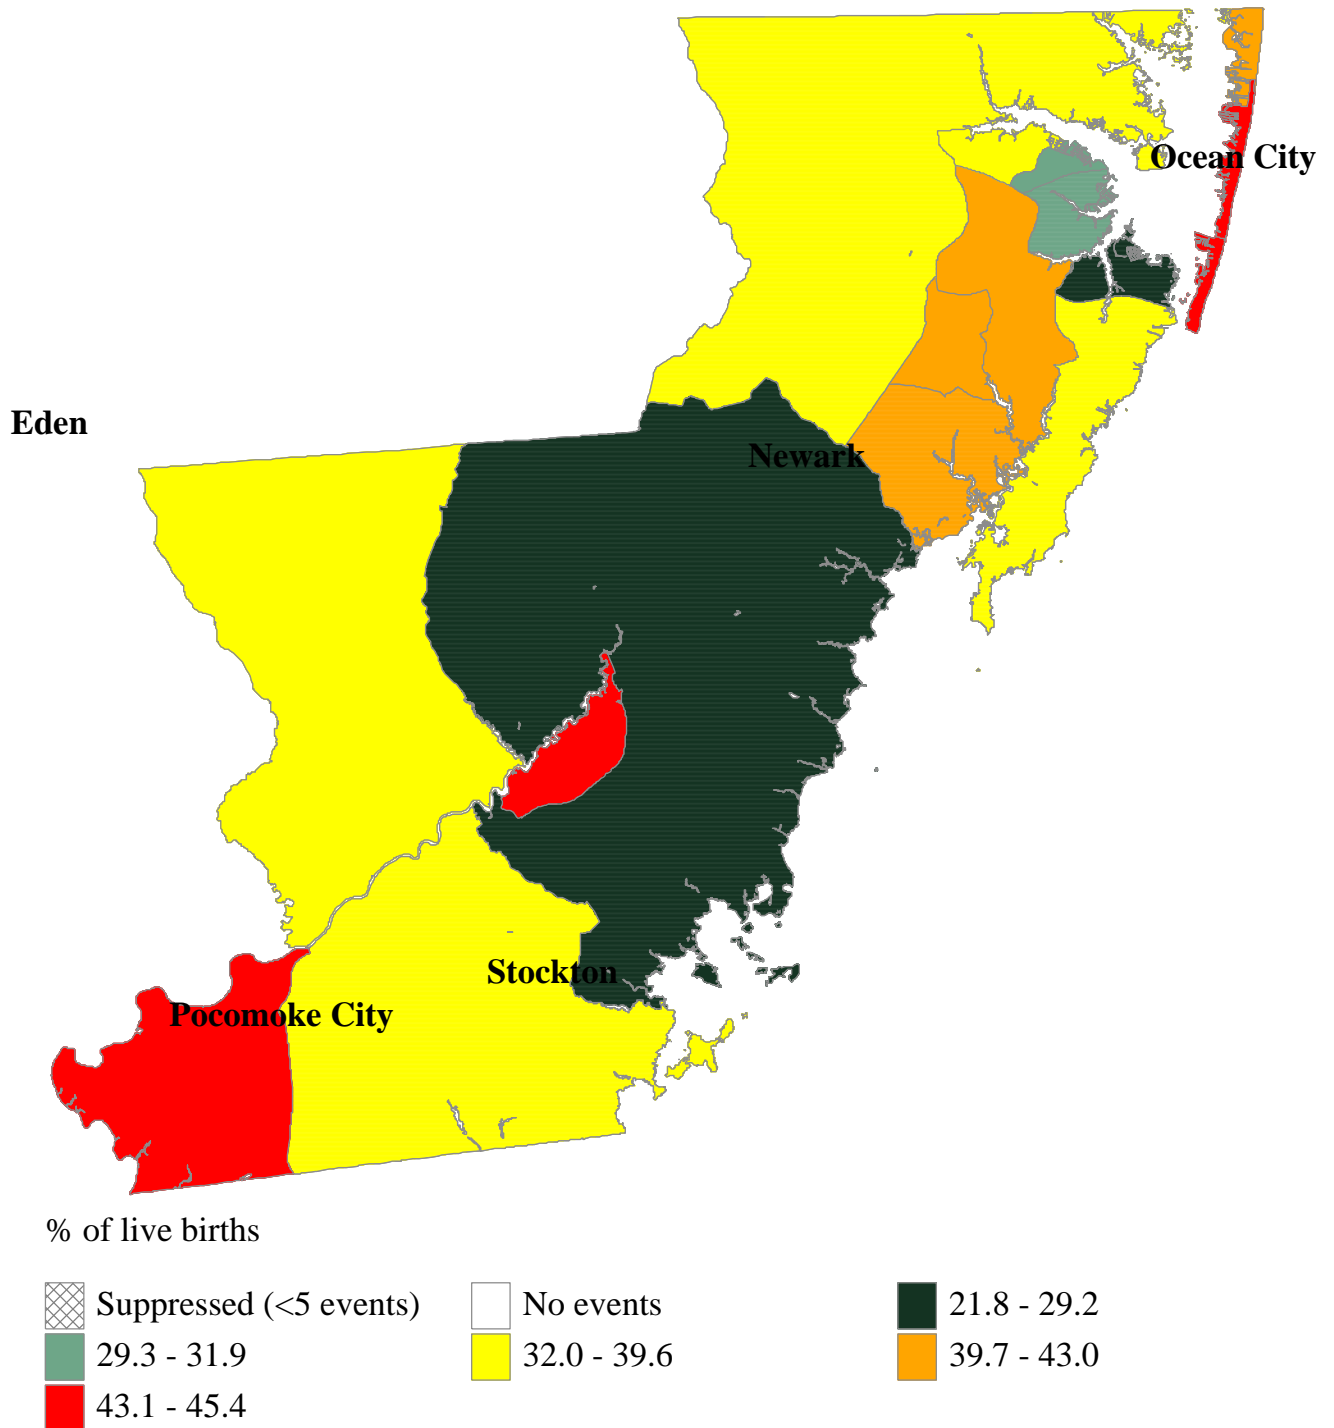 Ocean City
Eden
Newark
Stockton
Pocomoke City
% of live births
Suppressed (<5 events)
No events
21.8 - 29.2
29.3 - 31.9
32.0 - 39.6
39.7 - 43.0
43.1 - 45.4